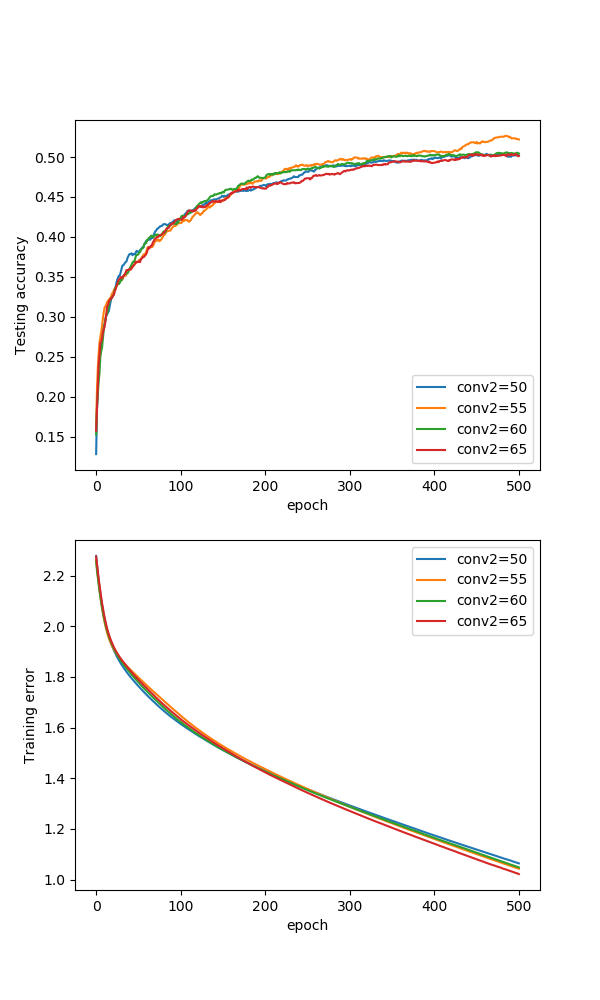 0.50
0.45
0.40
0.35
0.30
0.25
0.20
0.15
Testing accuracy
conv2=50
conv2=55
conv2=60
conv2=65
0 100 200 300 400 500
epoch
2.2
2.0
1.8
1.6
1.4
1.2
1.0
Training error
conv2=50
conv2=55
conv2=60
conv2=65
0 100 200 300 400 500
epoch